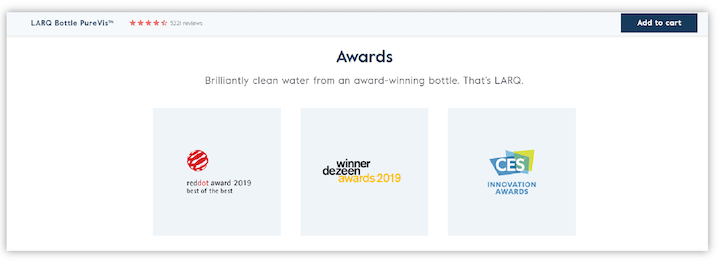 LARQ Bottle PureVis™ 5221 reviews Add to cart
Awards
Brilliantly clean water from an award-winning bottle. That's LARQ.
reddot award 2019
best of the best
winner
dezeen
awards 2019
CES
INNOVATION
AWARDS